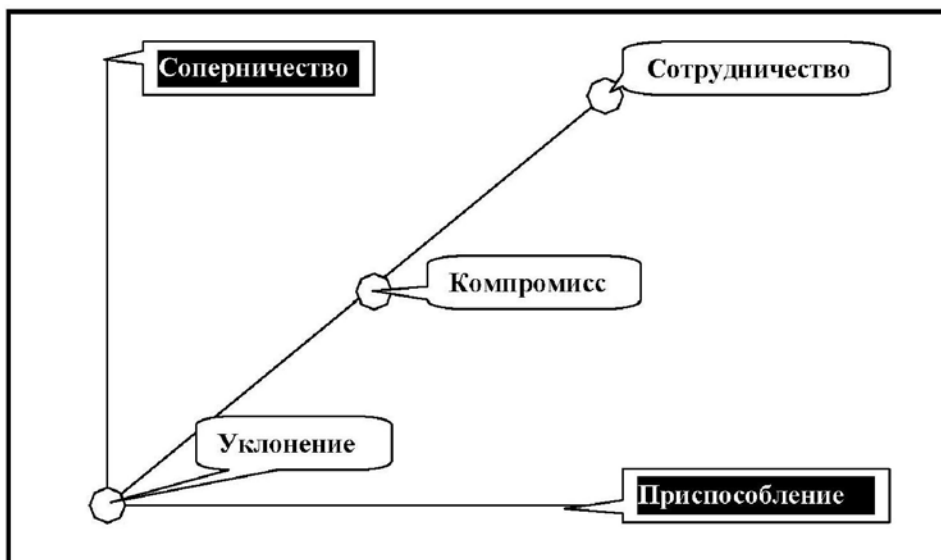 Соперничество
Сотрудничество
Компромисс
Уклонение
Приспособление